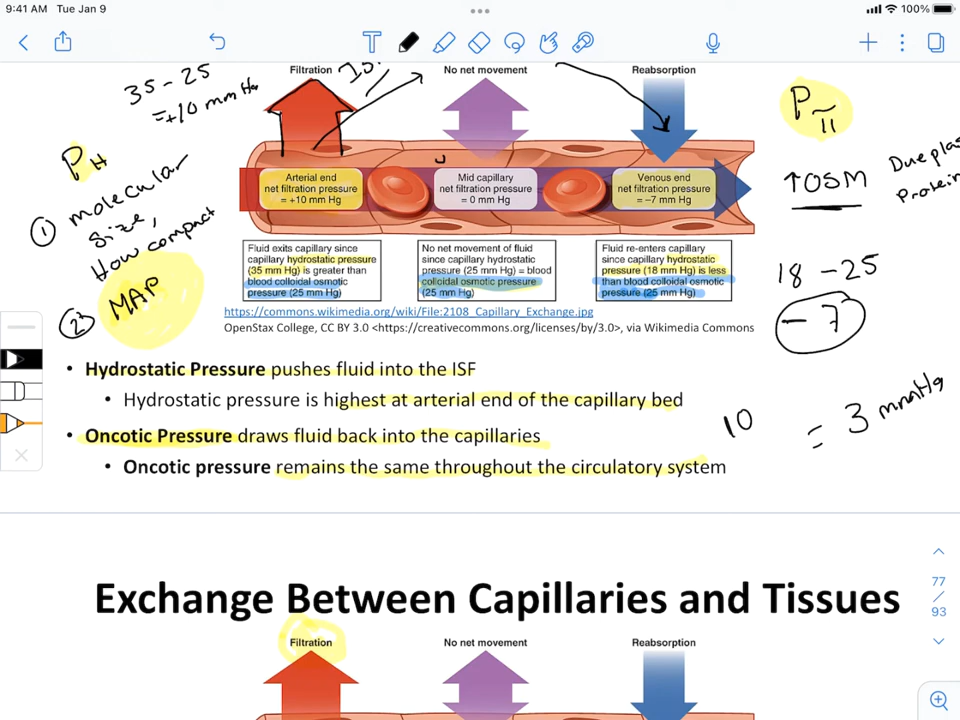 9:41 AM Tue Jan 9
100%
Filtration
No net movement
Reabsorption
35 - 25
= +10 mm Hg
PH
① molecular
size,
How compact
② MAP
Arterial end
net filtration pressure
= +10 mm Hg
Mid capillary
net filtration pressure
= 0 mm Hg
Venous end
net filtration pressure
= –7 mm Hg
Fluid exits capillary since
capillary hydrostatic pressure
(35 mm Hg) is greater than
blood colloidal osmotic
pressure (25 mm Hg)
No net movement of fluid
since capillary hydrostatic
pressure (25 mm Hg) = blood
colloidal osmotic pressure
(25 mm Hg)
Fluid re-enters capillary
since capillary hydrostatic
pressure (18 mm Hg) is less
than blood colloidal osmotic
pressure (25 mm Hg)
Pπ
↑OSM
Due plas
Protein
18 - 25
- 7
https://commons.wikimedia.org/wiki/File:2108_Capillary_Exchange.jpg
OpenStax College, CC BY 3.0 <https://creativecommons.org/licenses/by/3.0>, via Wikimedia Commons
• Hydrostatic Pressure pushes fluid into the ISF
• Hydrostatic pressure is highest at arterial end of the capillary bed
• Oncotic Pressure draws fluid back into the capillaries
• Oncotic pressure remains the same throughout the circulatory system
10 = 3 mmHg
Exchange Between Capillaries and Tissues
Filtration
No net movement
Reabsorption
77
/
93